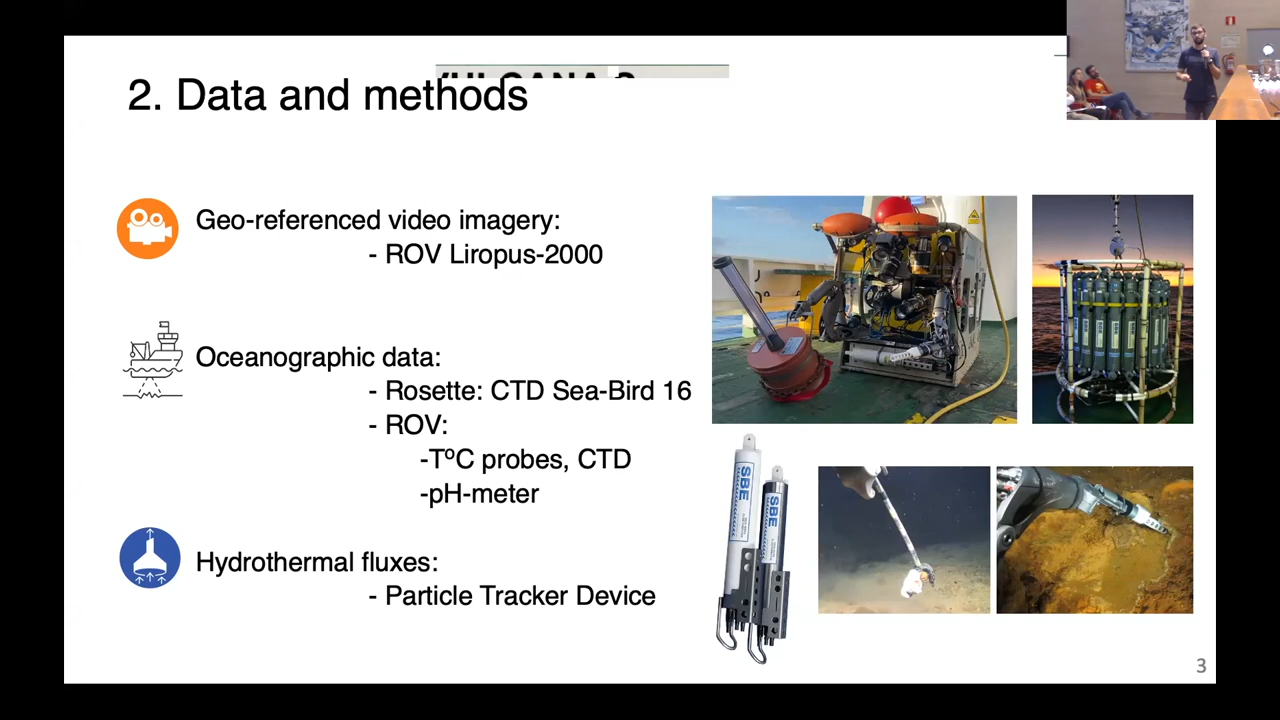 2. Data and methods
Geo-referenced video imagery:
- ROV Liropus-2000
Oceanographic data:
- Rosette: CTD Sea-Bird 16
- ROV:
-TºC probes, CTD
-pH-meter
Hydrothermal fluxes:
- Particle Tracker Device
SBE
SBE
3